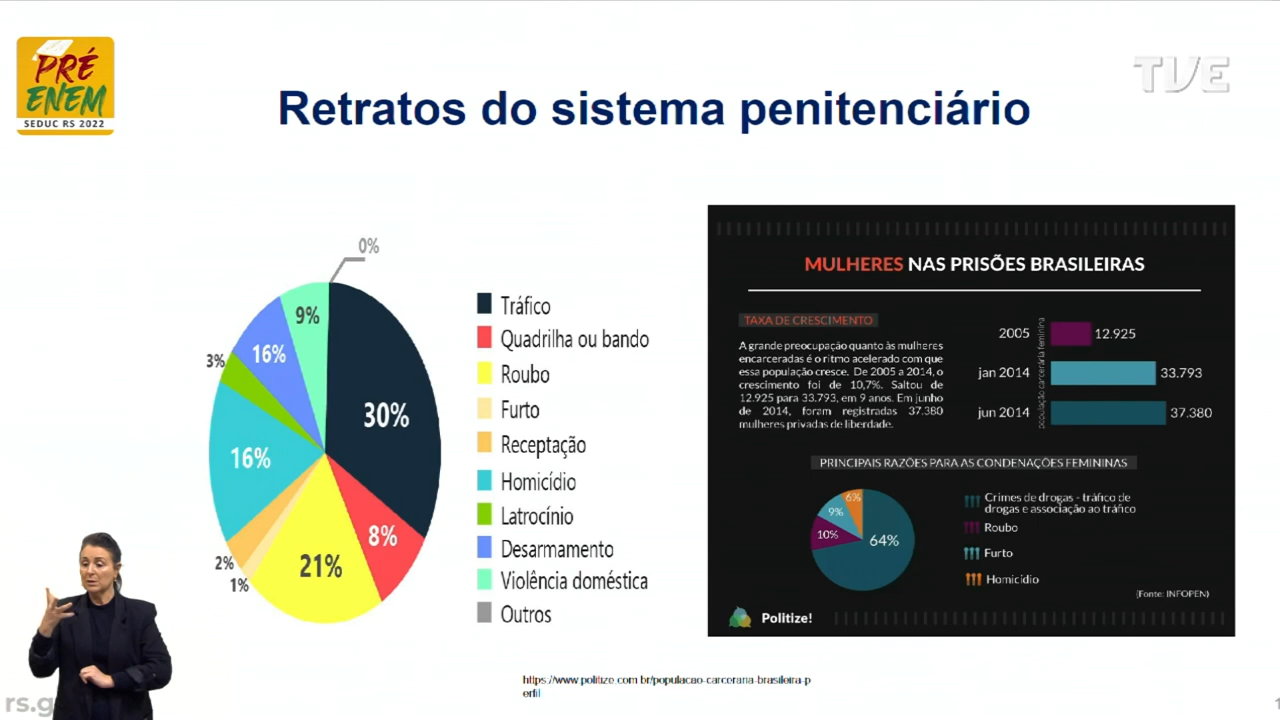 PRÉ
ENEM
SEDUC RS 2022
TVE
Retratos do sistema penitenciário
0%
9%
16%
3%
30%
16%
8%
21%
2%
1%
Tráfico
Quadrilha ou bando
Roubo
Furto
Receptação
Homicídio
Latrocínio
Desarmamento
Violência doméstica
Outros
MULHERES NAS PRISÕES BRASILEIRAS
TAXA DE CRESCIMENTO
A grande preocupação quanto às mulheres
encarceradas é o ritmo acelerado com que
essa população cresce. De 2005 a 2014, o
crescimento foi de 10,7%. Saltou de
12.925 para 33.793, em 9 anos. Em junho
de 2014, foram registradas 37.380
mulheres privadas de liberdade.
população carcerária feminina
2005 12.925
jan 2014 33.793
jun 2014 37.380
PRINCIPAIS RAZÕES PARA AS CONDENAÇÕES FEMININAS
6%
9%
10%
64%
Crimes de drogas - tráfico de
drogas e associação ao tráfico
Roubo
Furto
Homicídio
(Fonte: INFOPEN)
Politize!
https://www.politize.com.br/populacao-carceraria-brasileira-p
erfil
rs.g
1